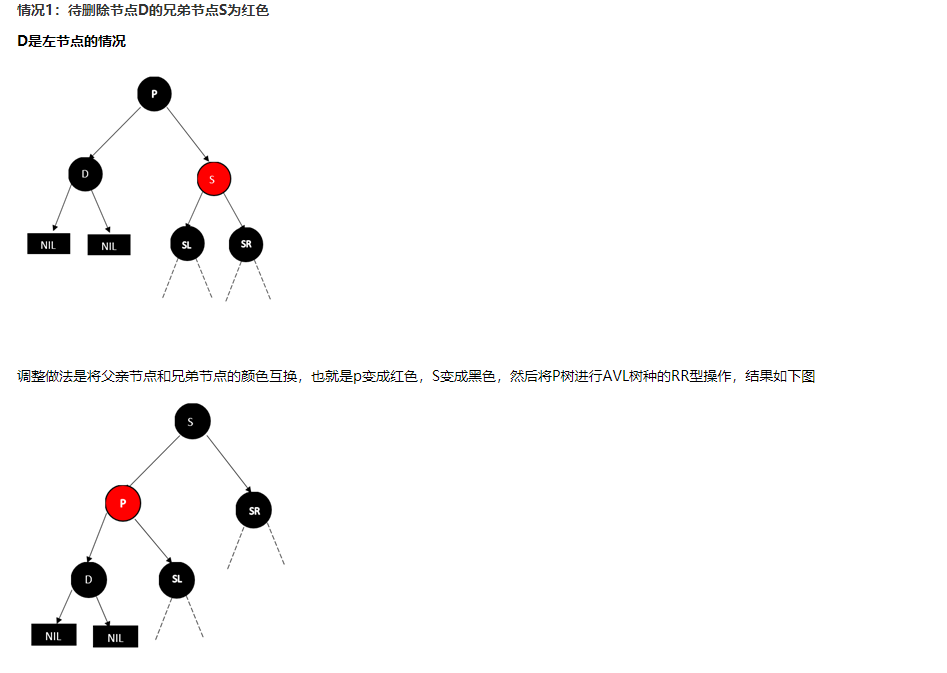 情况1：待删除节点D的兄弟节点S为红色
D是左节点的情况
P
D
S
NIL
NIL
SL
SR
调整做法是将父亲节点和兄弟节点的颜色互换，也就是p变成红色，S变成黑色，然后将P树进行AVL树种的RR型操作，结果如下图
S
P
SR
D
SL
NIL
NIL